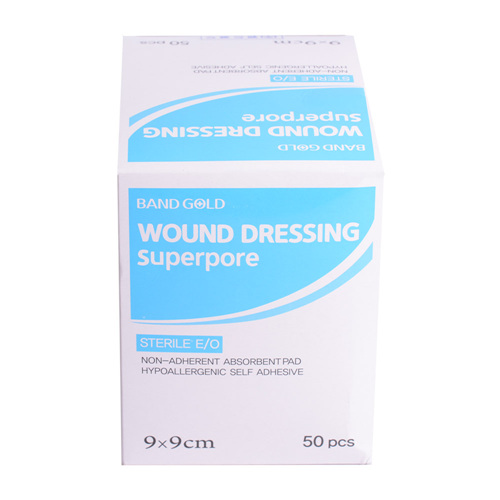 50 pcs
9×9cm
HYPOALLERGENIC SELF ADHESIVE
NON-ADHERENT ABSORBENT PAD
STERILE E/O
superpore
WOUND DRESSING
BAND GOLD
BAND GOLD
WOUND DRESSING
superpore
STERILE E/O
NON-ADHERENT ABSORBENT PAD
HYPOALLERGENIC SELF ADHESIVE
9×9cm
50 pcs